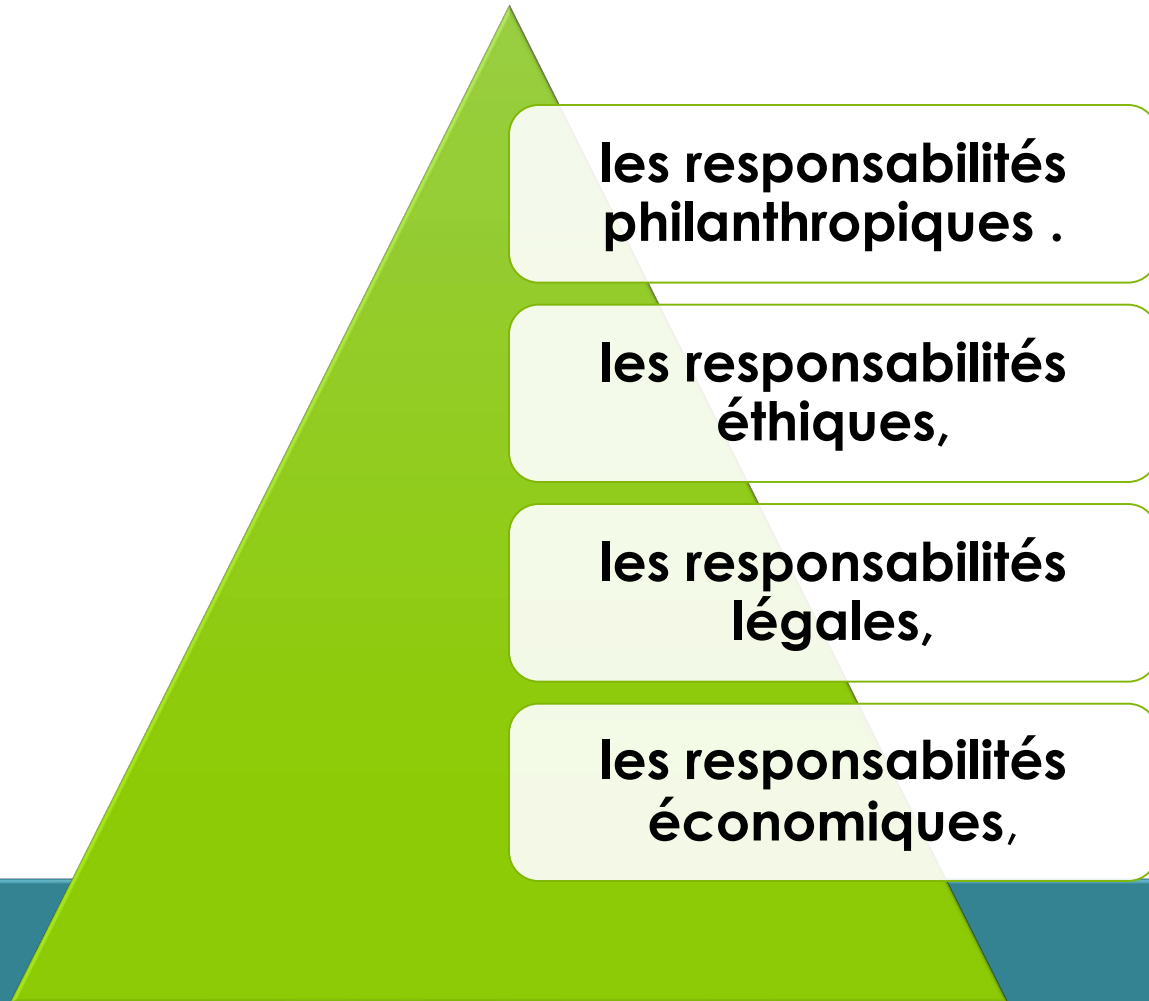 les responsabilités
philanthropiques .
les responsabilités
éthiques,
les responsabilités
légales,
les responsabilités
économiques,